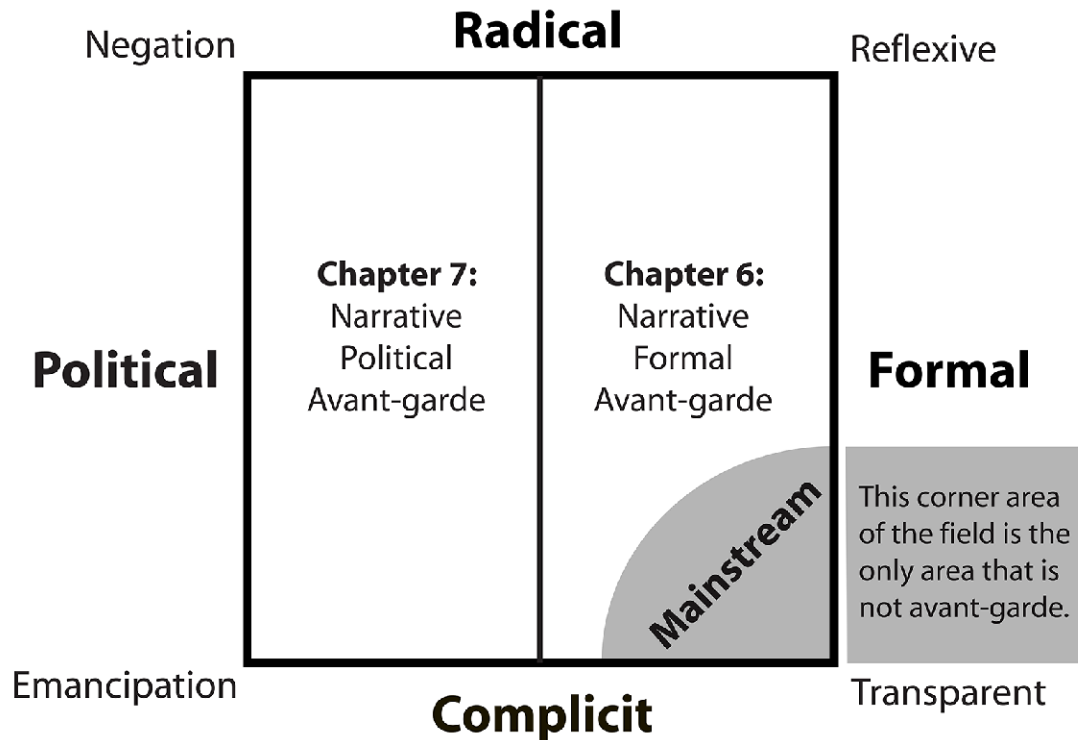 Negation
Radical
Reflexive
Chapter 7:
Narrative
Political
Avant-garde
Chapter 6:
Narrative
Formal
Avant-garde
Political
Formal
Mainstream
This corner area
of the field is the
only area that is
not avant-garde.
Emancipation
Complicit
Transparent